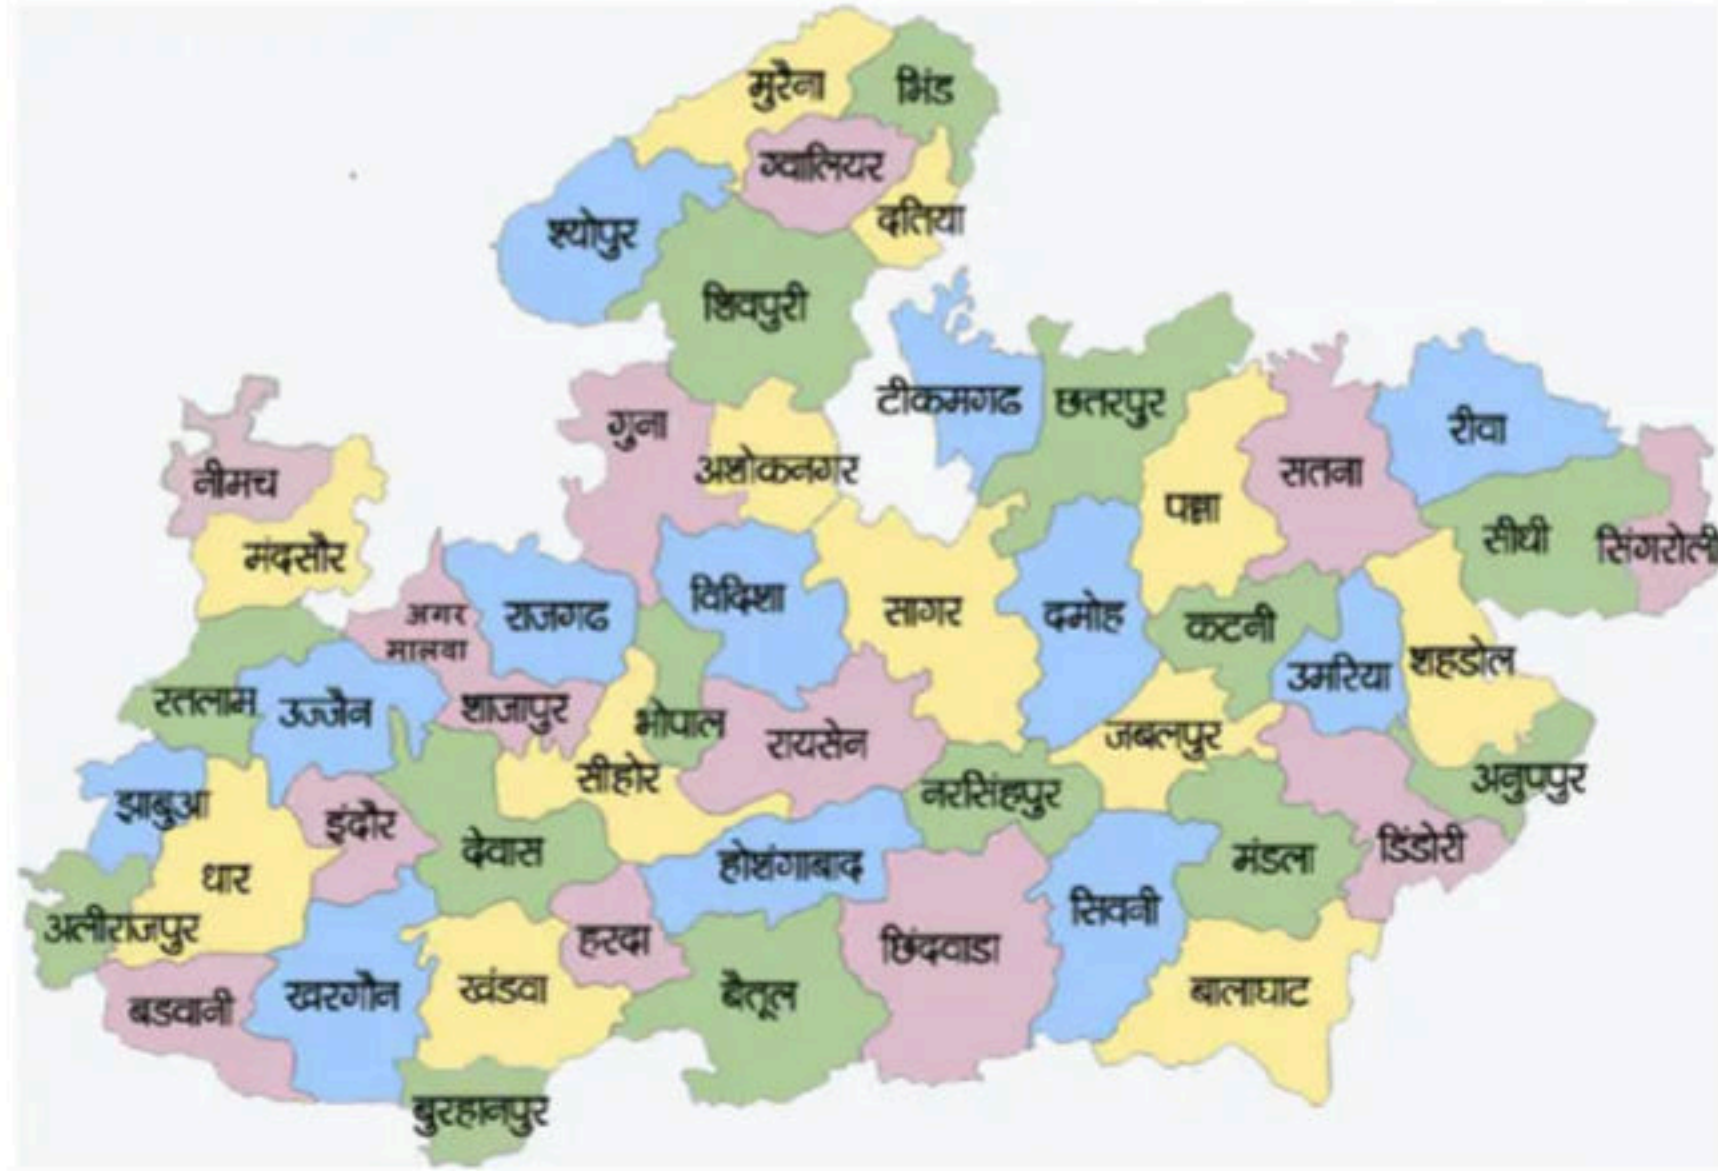 मुरैना
भिंड
ग्वालियर
दतिया
श्योपुर
शिवपुरी
टीकमगढ
छतरपुर
रीवा
गुना
अशोकनगर
सतना
नीमच
पन्ना
सीधी
सिंगरोली
मंदसौर
विदिशा
राजगढ
सागर
दमोह
कटनी
अगर
मालवा
शहडोल
उमरिया
रतलाम
उज्जैन
शाजापुर
भोपाल
रायसेन
जबलपुर
सीहोर
अनुपपुर
नरसिंहपुर
झाबुआ
इंदौर
देवास
डिंडोरी
होशंगाबाद
मंडला
धार
सिवनी
अलीराजपुर
हरदा
छिंदवाडा
बडवानी
खरगौन
खंडवा
बैतूल
बालाघाट
बुरहानपुर